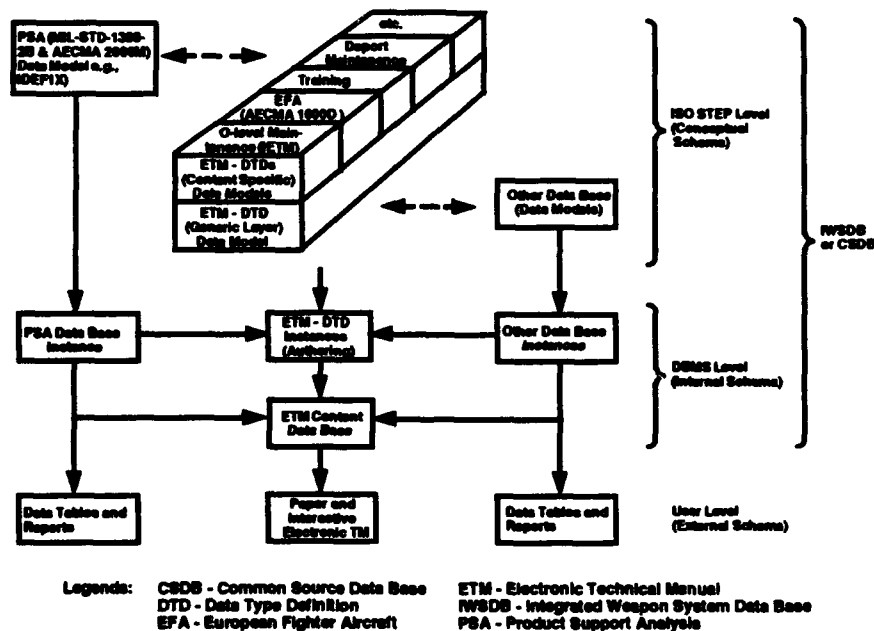 PSA (MIL-STD-1388-
2B & AECMA 2000M)
Data Model e.g.,
IDEF1X)
etc.
Deport
Maintenance
Training
EFA
(AECMA 1000D)
O-level Main-
tenance (IETM)
ETM - DTDs
(Content Specific)
Data Models
ETM - DTD
(Generic Layer)
Data Model
Other Data Base
(Data Models)
ISO STEP Level
(Conceptual
Schema)
IWSDB
or CSDB
PSA Data Base
Instance
ETM - DTD
Instances
(Authoring)
Other Data Base
Instances
DBMS Level
(Internal Schema)
ETM Content
Data Base
Data Tables and
Reports
Paper and
Interactive
Electronic TM
Data Tables and
Reports
User Level
(External Schema)
Legends: CSDB - Common Source Data Base ETM - Electronic Technical Manual
DTD - Data Type Definition IWSDB - Integrated Weapon System Data Base
EFA - European Fighter Aircraft PSA - Product Support Analysis